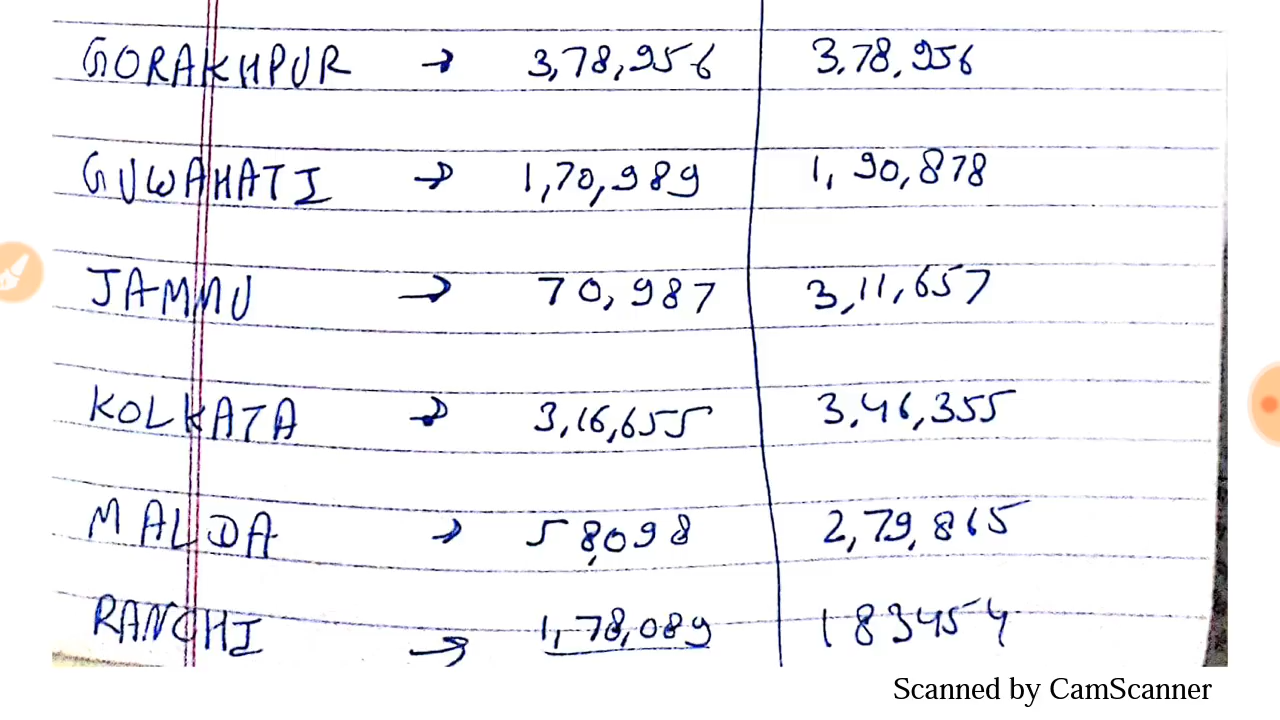 GORAKHPUR → 3,78,956 3,78,956
GUWAHATI → 1,70,989 1,90,878
JAMMU → 70,987 3,11,657
KOLKATA → 3,16,655 3,46,355
MALDA → 58,098 2,79,865
RANCHI → 1,78,089 183454
Scanned by CamScanner